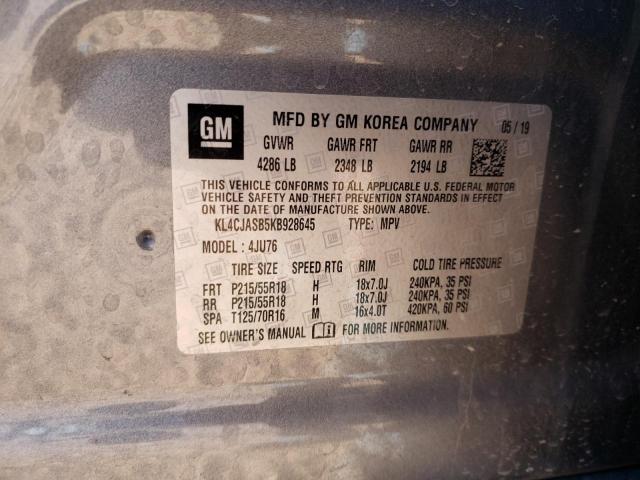 GM
MFD BY GM KOREA COMPANY 05 / 19
GVWR GAWR FRT GAWR RR
4286 LB 2348 LB 2194 LB
THIS VEHICLE CONFORMS TO ALL APPLICABLE U.S. FEDERAL MOTOR
VEHICLE SAFETY AND THEFT PREVENTION STANDARDS IN EFFECT
ON THE DATE OF MANUFACTURE SHOWN ABOVE.
KL4CJASB5KB928645 TYPE: MPV
MODEL : 4JU76
TIRE SIZE SPEED RTG RIM COLD TIRE PRESSURE
FRT P215/55R18 H 18x7.0J 240KPA, 35 PSI
RR P215/55R18 H 18x7.0J 240KPA, 35 PSI
SPA T125/70R16 M 16x4.0T 420KPA, 60 PSI
SEE OWNER'S MANUAL FOR MORE INFORMATION.